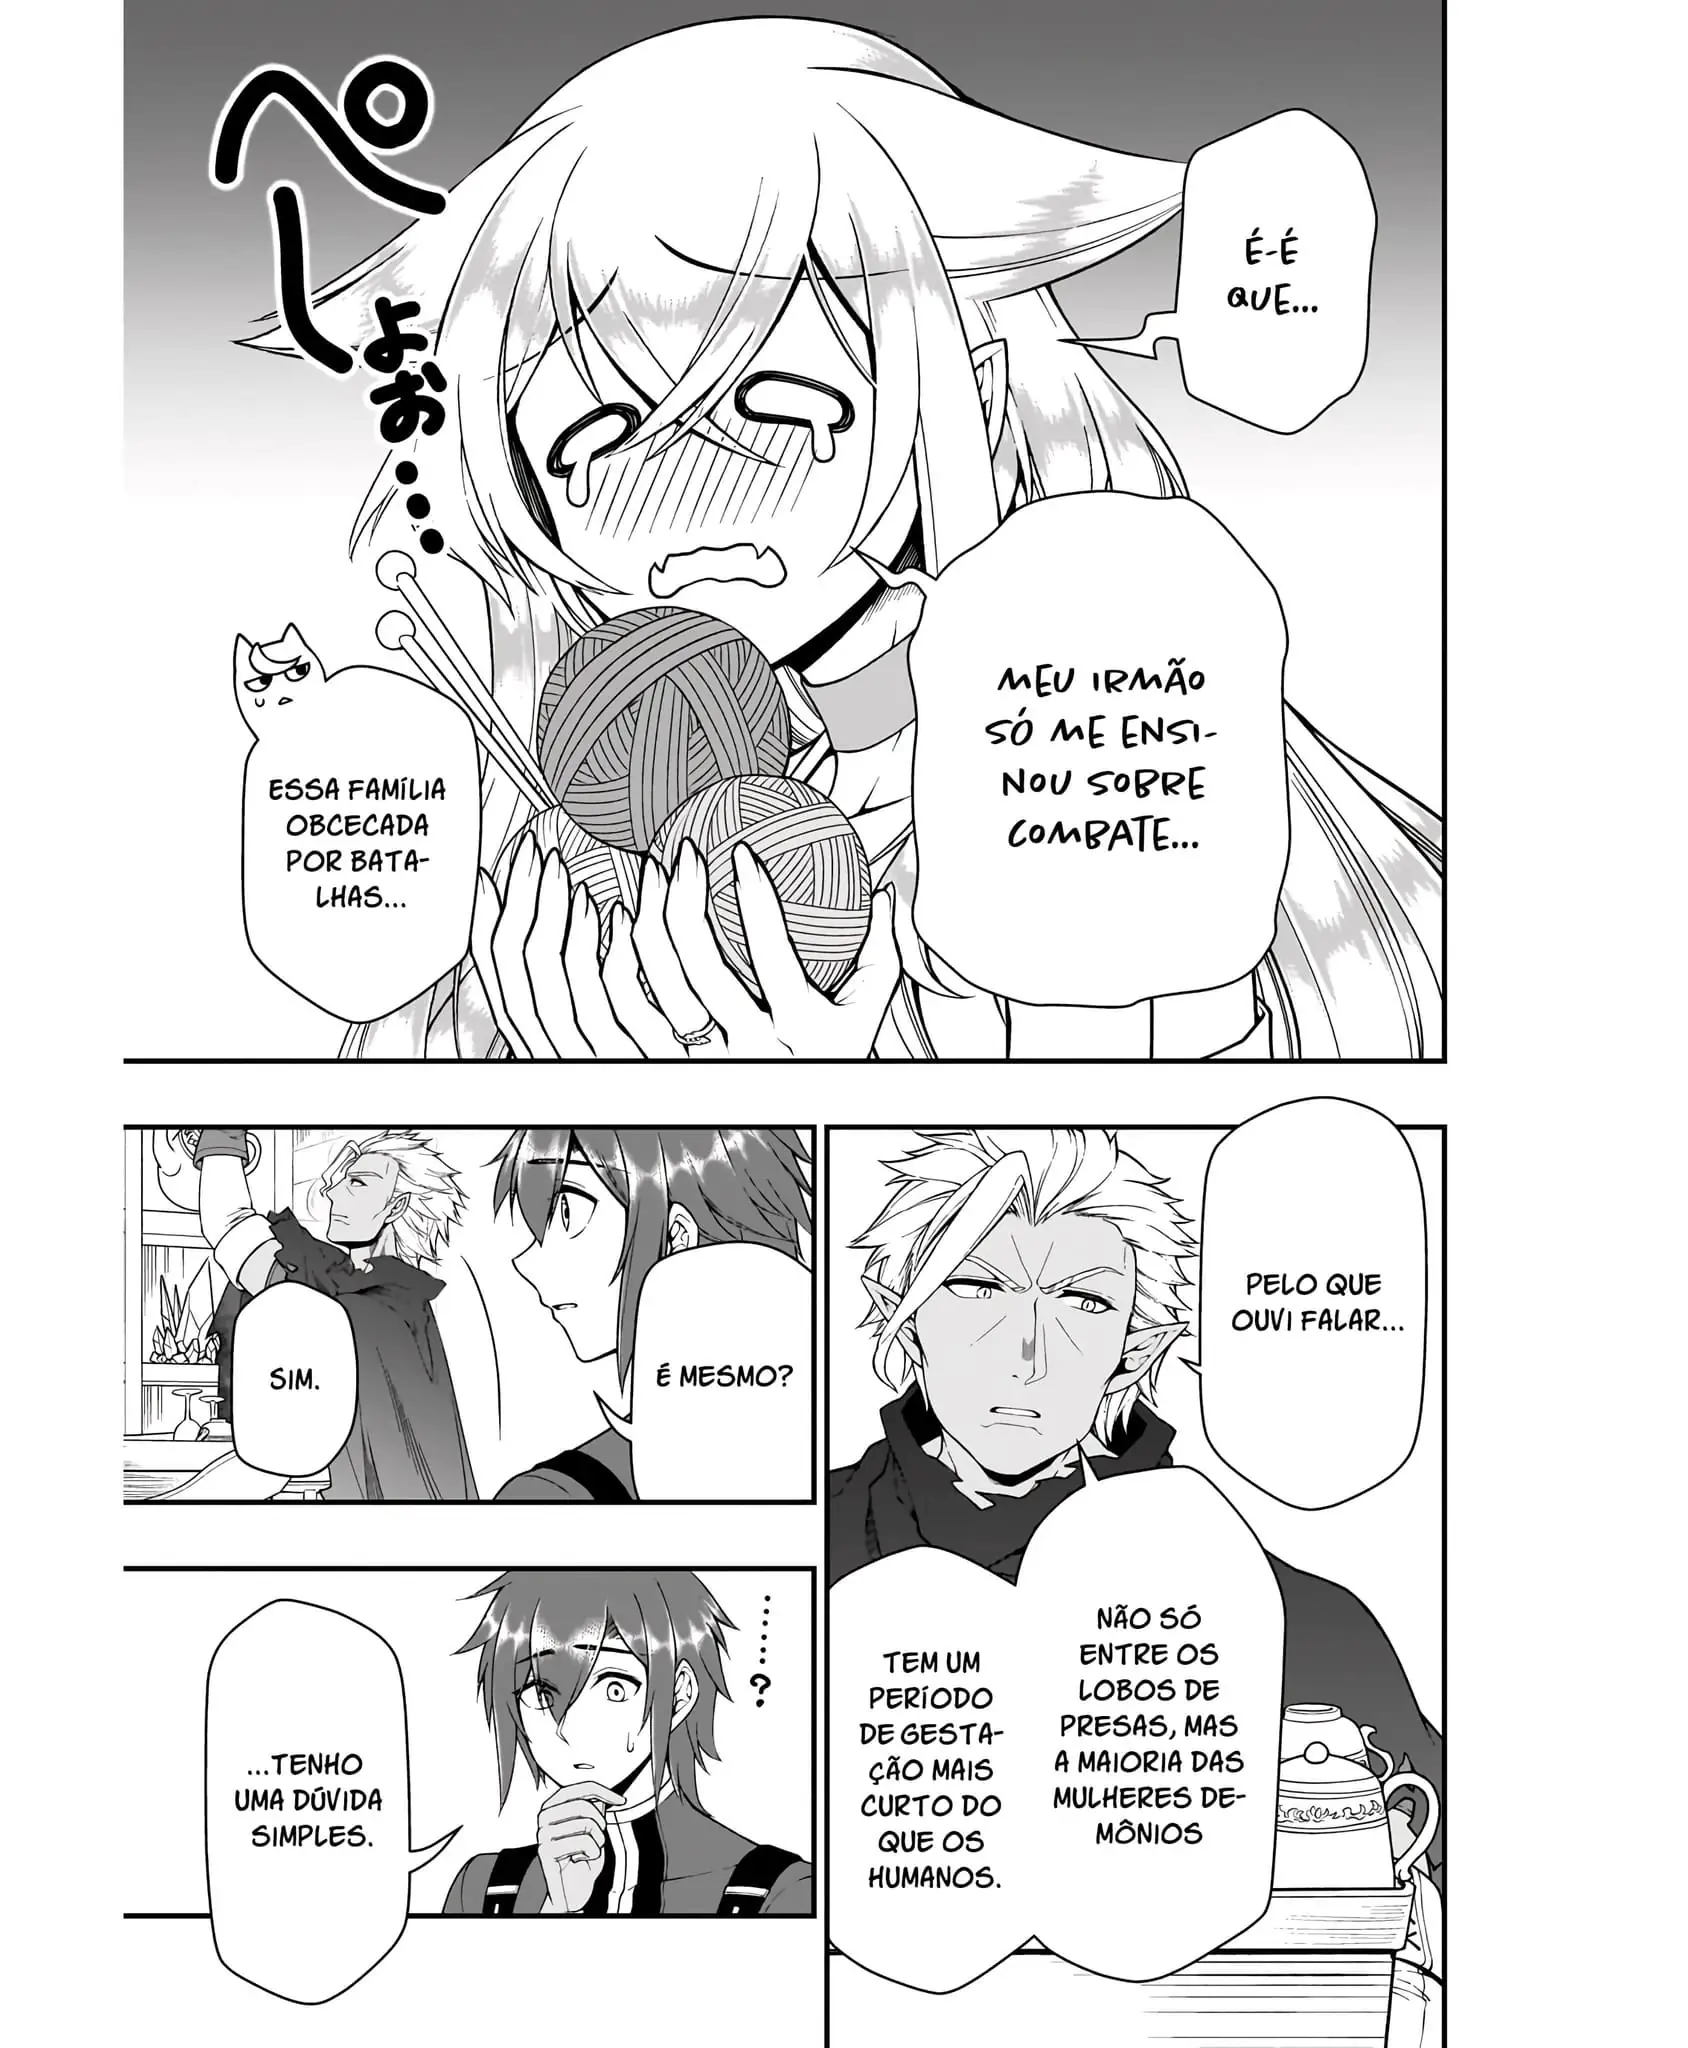 É-É
QUE...
MEU IRMÃO
SÓ ME ENSI-
NOU SOBRE
COMBATE...
ぺしょお…
ESSA FAMÍLIA
OBCECADA
POR BATA-
LHAS...
PELO QUE
OUVI FALAR...
NÃO SÓ
ENTRE OS
LOBOS DE
PRESAS, MAS
A MAIORIA DAS
MULHERES DE-
MÔNIOS
TEM UM
PERÍODO
DE GESTA-
ÇÃO MAIS
CURTO DO
QUE OS
HUMANOS.
É MESMO?
SIM.
......?
...TENHO
UMA DÚVIDA
SIMPLES.